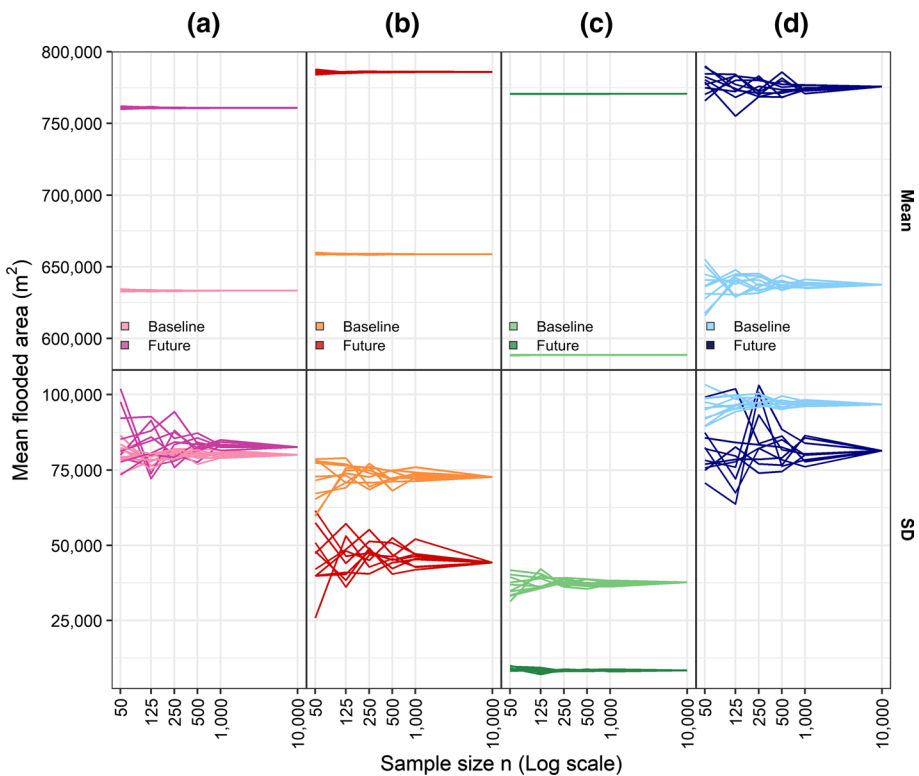 (a) (b) (c) (d)
800,000
750,000
700,000
650,000
600,000
Mean
Baseline
Future
Baseline
Future
Baseline
Future
Baseline
Future
Mean flooded area (m²)
100,000
75,000
50,000
25,000
SD
50 125 250 500 1,000 10,000
50 125 250 500 1,000 10,000
50 125 250 500 1,000 10,000
50 125 250 500 1,000 10,000
Sample size n (Log scale)